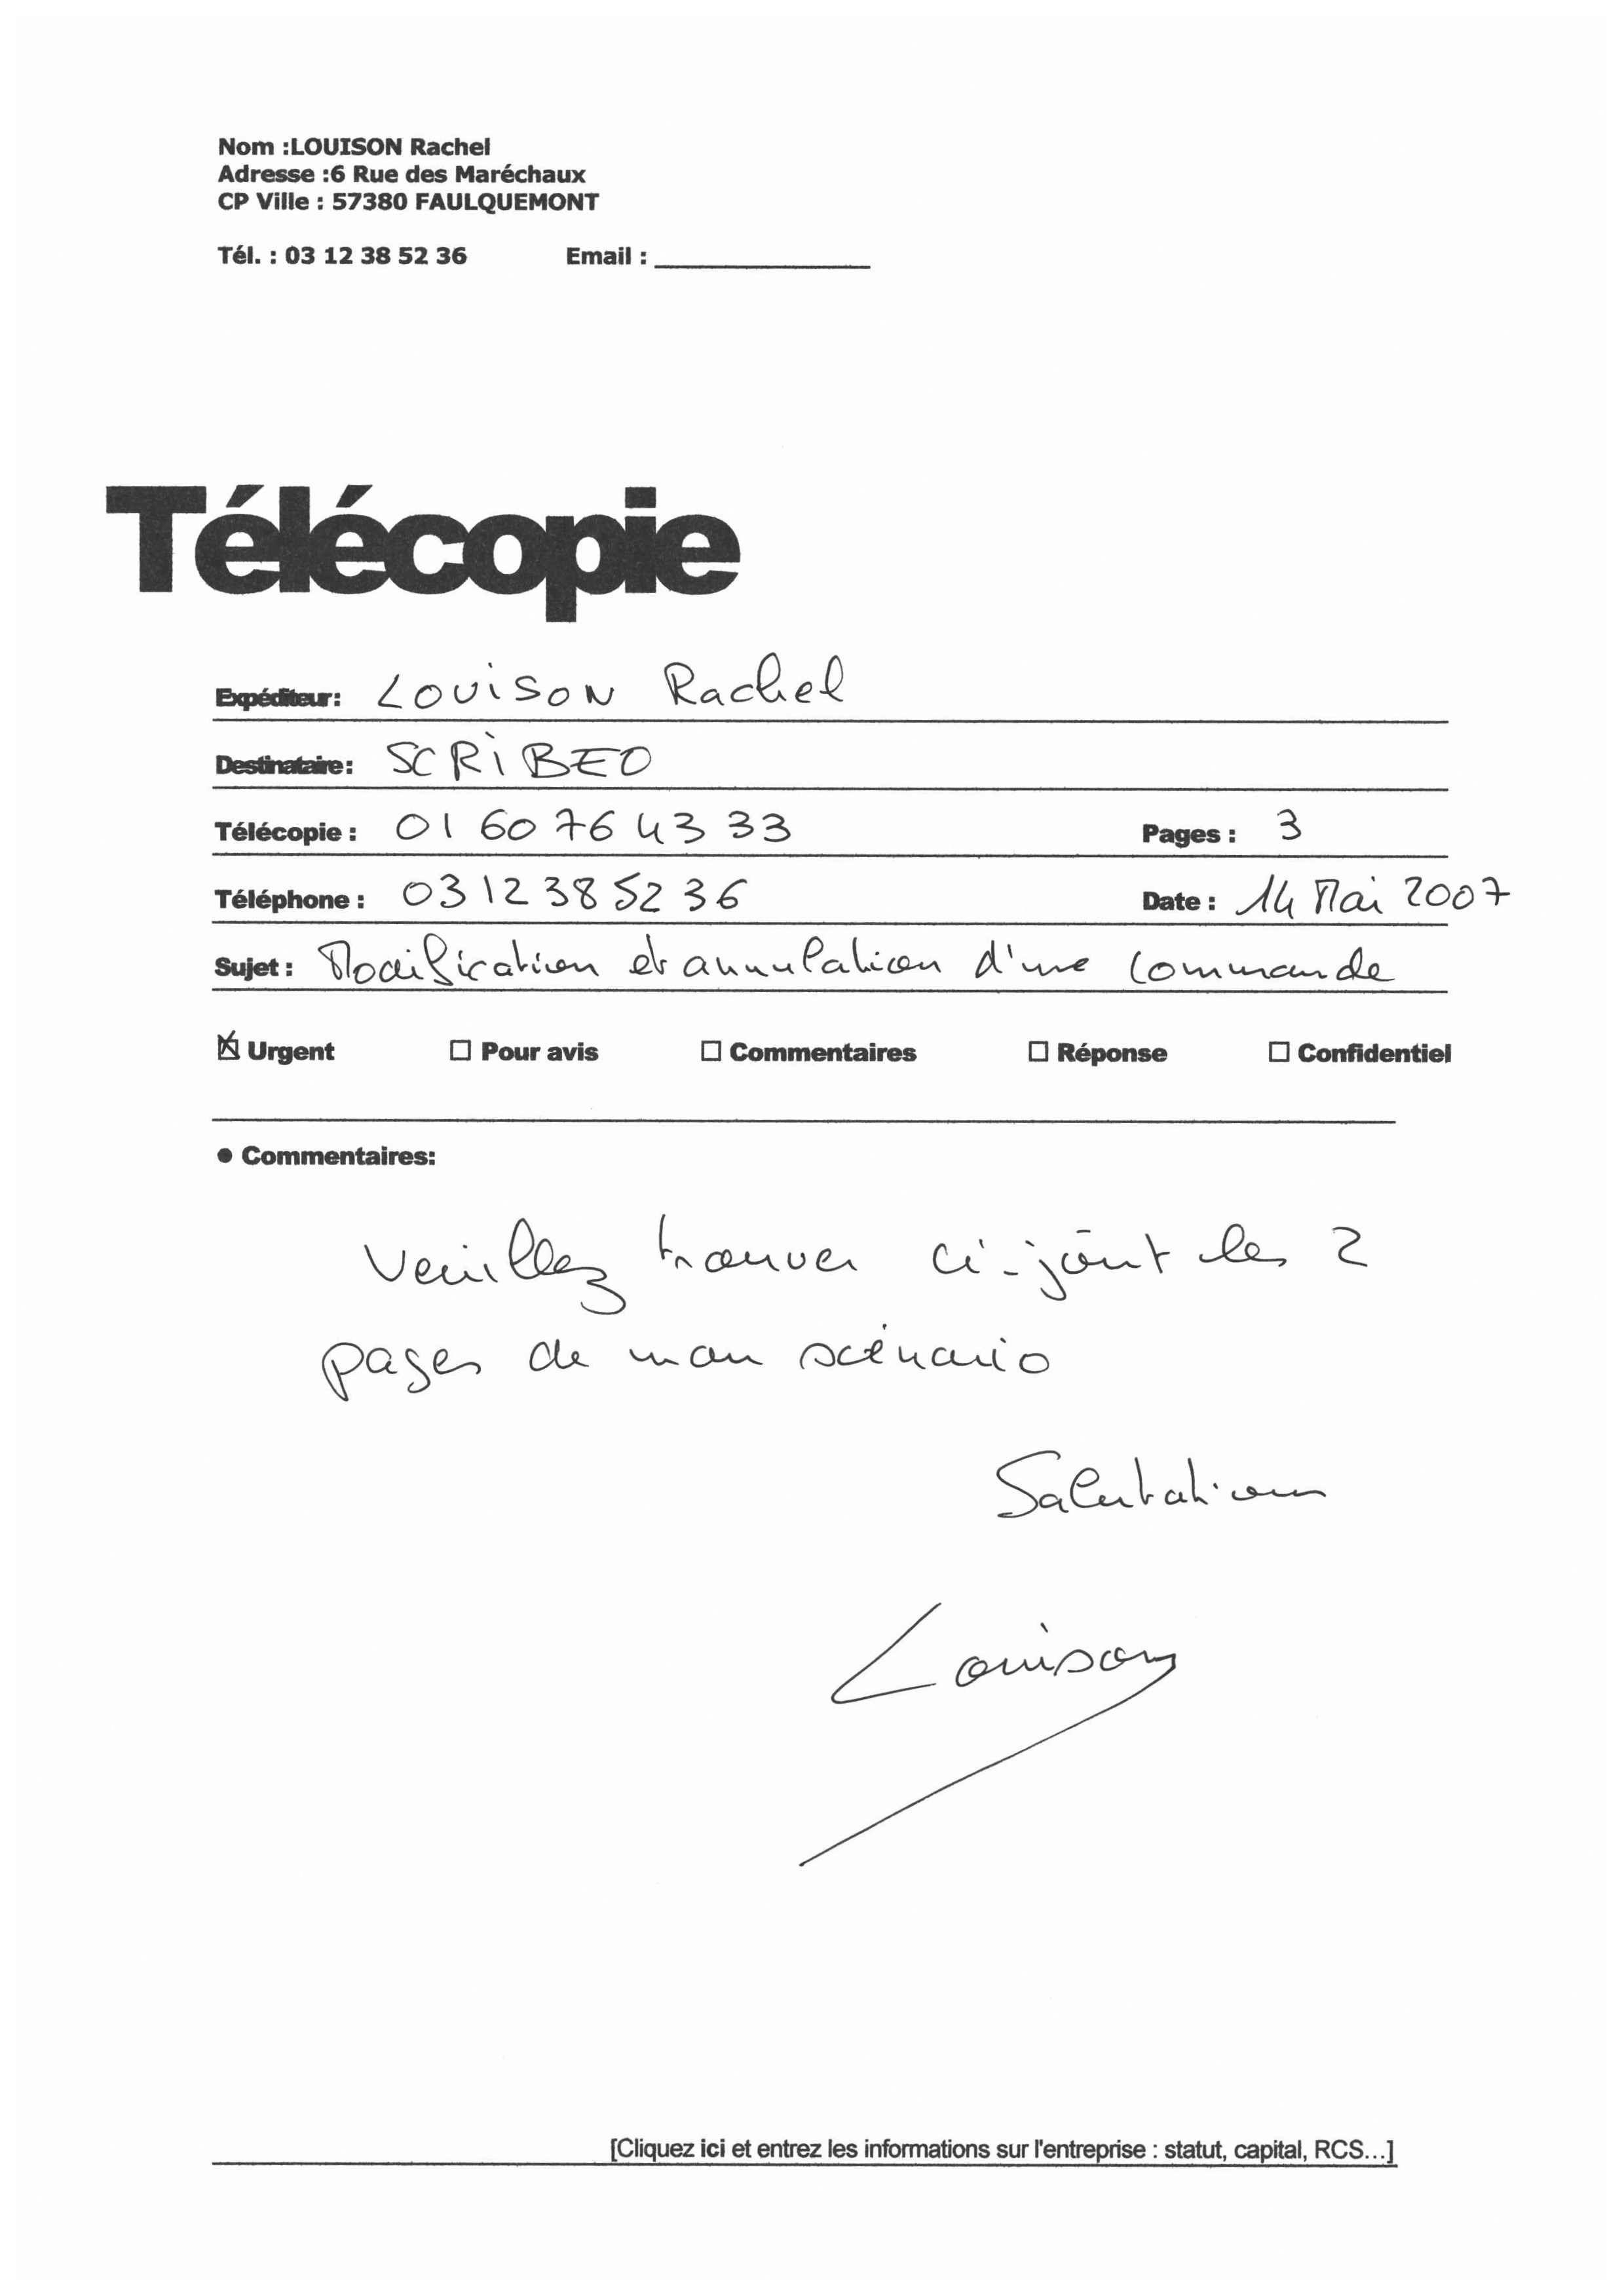 Nom :LOUISON Rachel
Adresse :6 Rue des Maréchaux
CP Ville : 57380 FAULQUEMONT
Tél. : 03 12 38 52 36 Email :
Télécopie
Expéditeur: LOUISON Rachel
Destinataire: SCRIBEO
Télécopie : 01 60 76 43 33 Pages : 3
Téléphone : 03 12 38 52 36 Date : 14 Mai 2007
Sujet : Modification et annulation d'une commande
☒ Urgent ☐ Pour avis ☐ Commentaires ☐ Réponse ☐ Confidentiel
● Commentaires:
Veuillez trouver ci-joint les 2
pages de mon scénario
Salutations
Louison
[Cliquez ici et entrez les informations sur l'entreprise : statut, capital, RCS...]